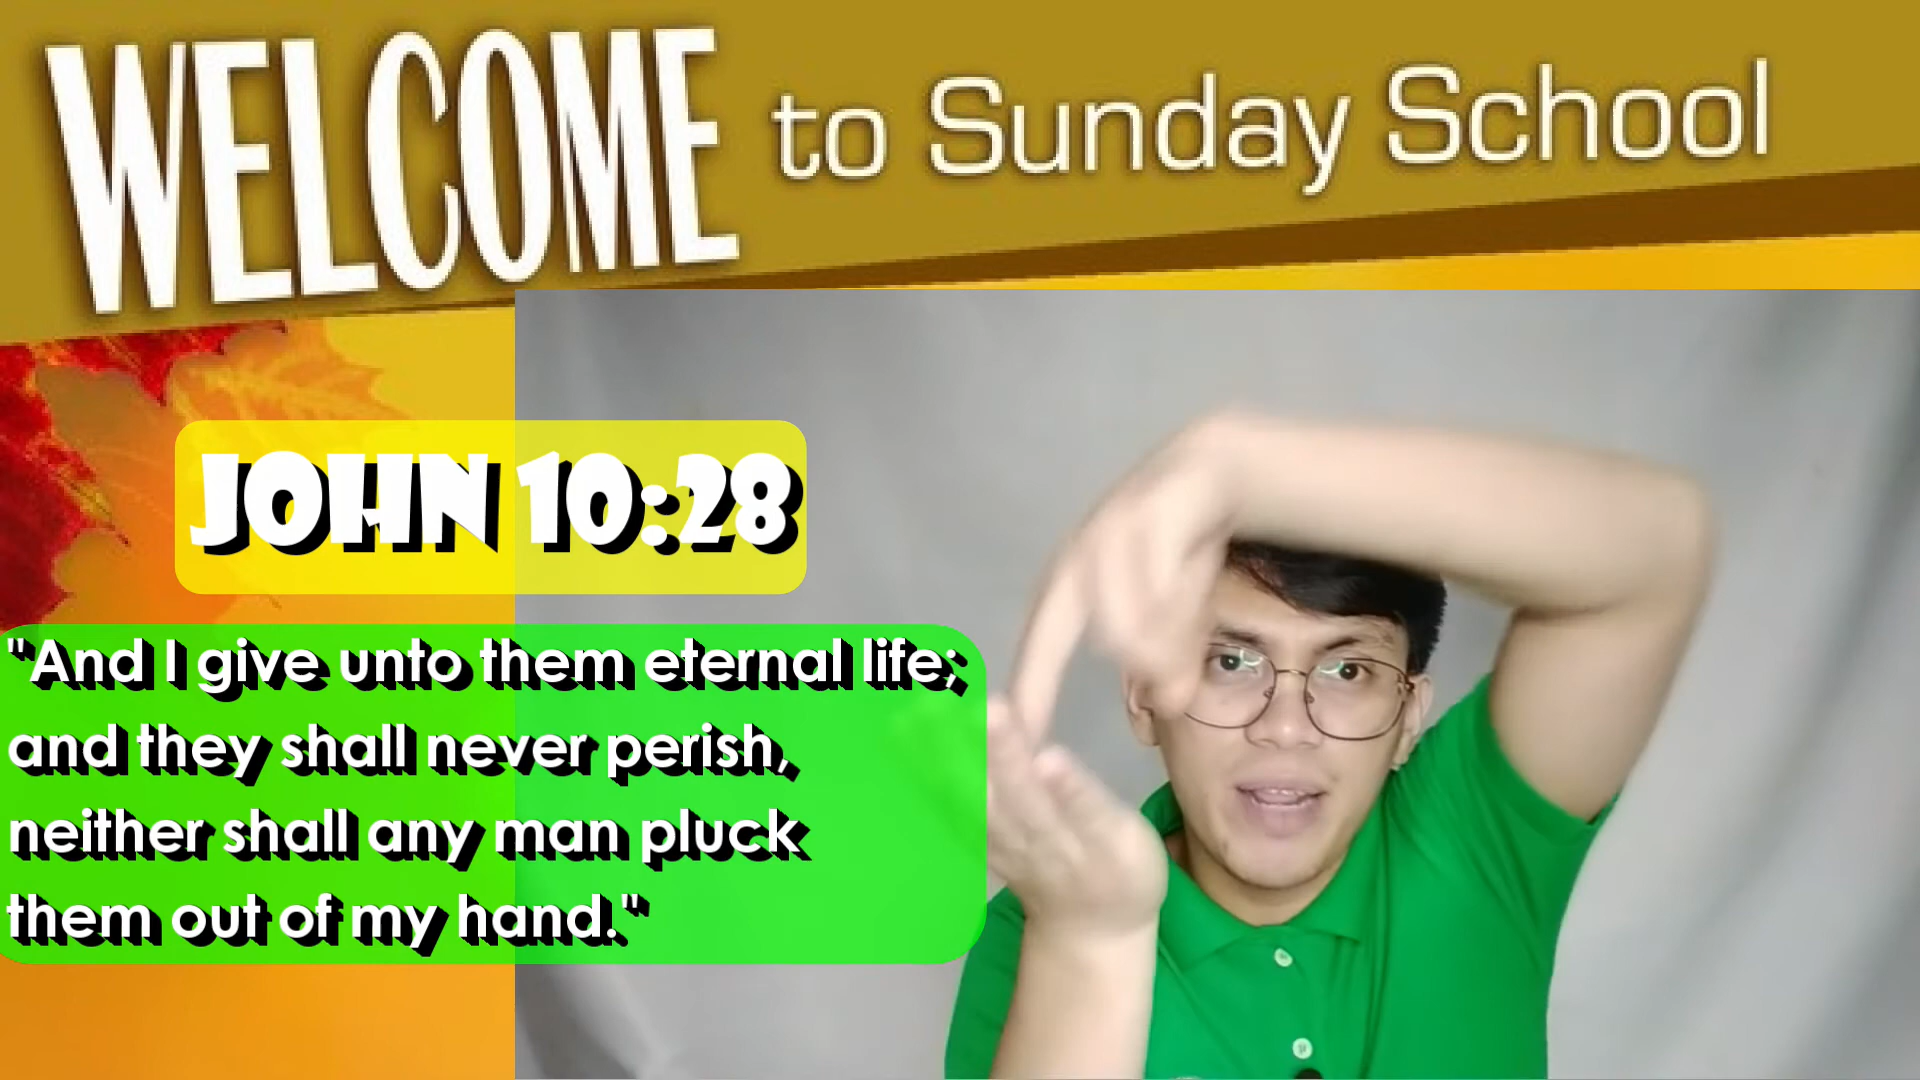 WELCOME to Sunday School
JOHN 10:28
"And I give unto them eternal life;
and they shall never perish,
neither shall any man pluck
them out of my hand."